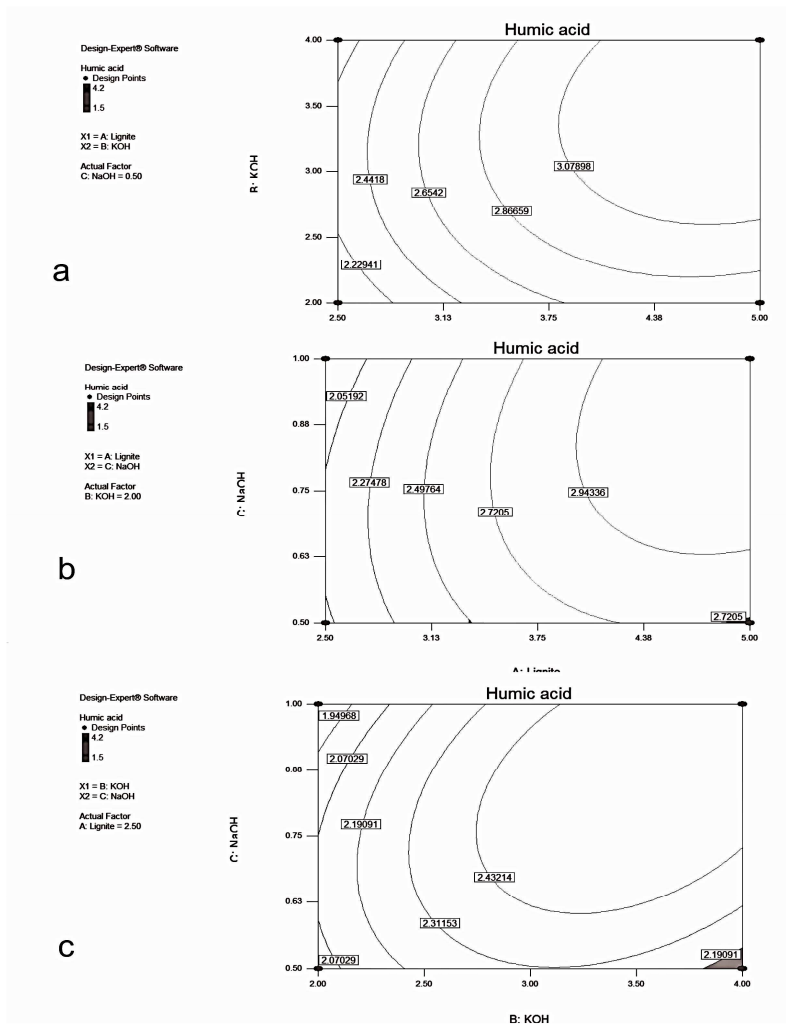 Humic acid
Design-Expert® Software
Humic acid
Design Points
4.2
1.5
X1 = A: Lignite
X2 = B: KOH
Actual Factor
C: NaOH = 0.50
a
B: KOH
4.00
3.50
3.00
2.50
2.00
2.4418
2.6542
2.86659
3.07898
2.22941
2.50
3.13
3.75
4.38
5.00
Humic acid
Design-Expert® Software
Humic acid
Design Points
4.2
1.5
X1 = A: Lignite
X2 = C: NaOH
Actual Factor
B: KOH = 2.00
b
C: NaOH
1.00
0.88
0.75
0.63
0.50
2.05192
2.27478
2.49764
2.7205
2.94336
2.7205
2.50
3.13
3.75
4.38
5.00
A: Lignite
Humic acid
Design-Expert® Software
Humic acid
Design Points
4.2
1.5
X1 = B: KOH
X2 = C: NaOH
Actual Factor
A: Lignite = 2.50
c
C: NaOH
1.00
0.75
0.63
0.50
1.94968
2.07029
2.19091
2.43214
2.31153
2.07029
2.19091
2.00
2.50
3.00
3.50
4.00
B: KOH